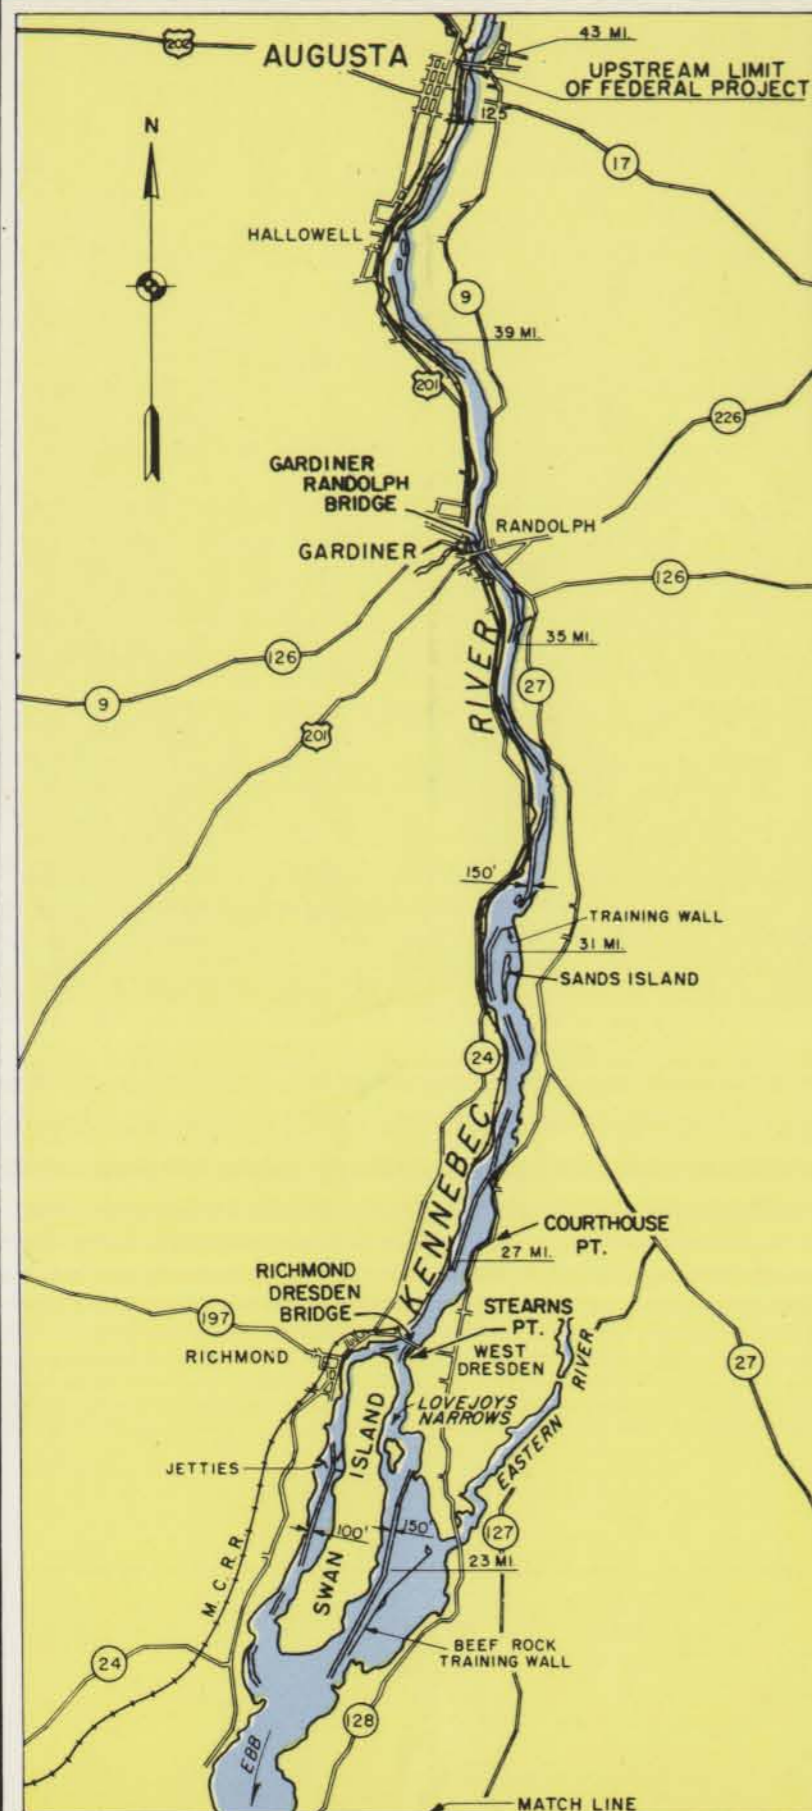 202
AUGUSTA
43 MI.
UPSTREAM LIMIT
OF FEDERAL PROJECT
125'
N
17
HALLOWELL
9
39 MI.
201
226
GARDINER
RANDOLPH
BRIDGE
RANDOLPH
GARDINER
126
35 MI.
126
RIVER
27
9
201
150'
TRAINING WALL
31 MI.
SANDS ISLAND
24
KENNEBEC
COURTHOUSE
PT.
27 MI.
RICHMOND
DRESDEN
BRIDGE
STEARNS
PT.
197
WEST
DRESDEN
RICHMOND
RIVER
27
LOVEJOYS
NARROWS
ISLAND
EASTERN
JETTIES
100'
150'
127
23 MI.
SWAN
M.C.R.R.
BEEF ROCK
TRAINING WALL
24
128
EBB
MATCH LINE